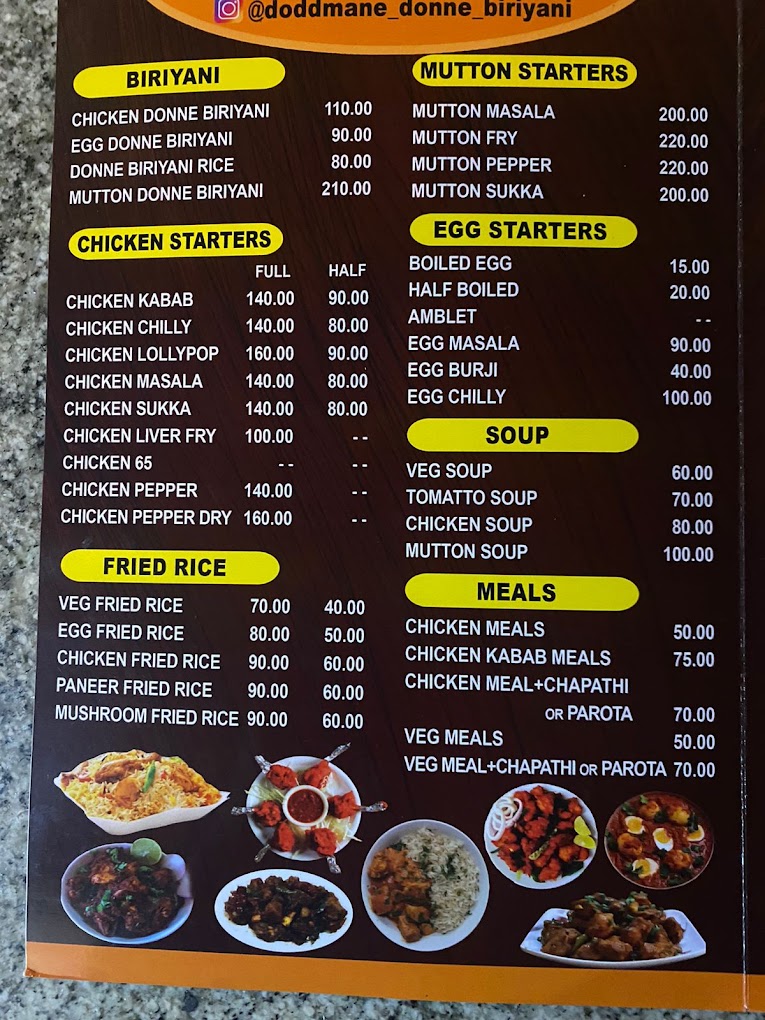 @doddmane_donne_biriyani
BIRIYANI
CHICKEN DONNE BIRIYANI 110.00
EGG DONNE BIRIYANI 90.00
DONNE BIRIYANI RICE 80.00
MUTTON DONNE BIRIYANI 210.00
CHICKEN STARTERS
FULL HALF
CHICKEN KABAB 140.00 90.00
CHICKEN CHILLY 140.00 80.00
CHICKEN LOLLYPOP 160.00 90.00
CHICKEN MASALA 140.00 80.00
CHICKEN SUKKA 140.00 80.00
CHICKEN LIVER FRY 100.00 - -
CHICKEN 65 - - - -
CHICKEN PEPPER 140.00 - -
CHICKEN PEPPER DRY 160.00 - -
FRIED RICE
VEG FRIED RICE 70.00 40.00
EGG FRIED RICE 80.00 50.00
CHICKEN FRIED RICE 90.00 60.00
PANEER FRIED RICE 90.00 60.00
MUSHROOM FRIED RICE 90.00 60.00
MUTTON STARTERS
MUTTON MASALA 200.00
MUTTON FRY 220.00
MUTTON PEPPER 220.00
MUTTON SUKKA 200.00
EGG STARTERS
BOILED EGG 15.00
HALF BOILED 20.00
AMBLET - -
EGG MASALA 90.00
EGG BURJI 40.00
EGG CHILLY 100.00
SOUP
VEG SOUP 60.00
TOMATTO SOUP 70.00
CHICKEN SOUP 80.00
MUTTON SOUP 100.00
MEALS
CHICKEN MEALS 50.00
CHICKEN KABAB MEALS 75.00
CHICKEN MEAL+CHAPATHI
OR PAROTA 70.00
VEG MEALS 50.00
VEG MEAL+CHAPATHI OR PAROTA 70.00